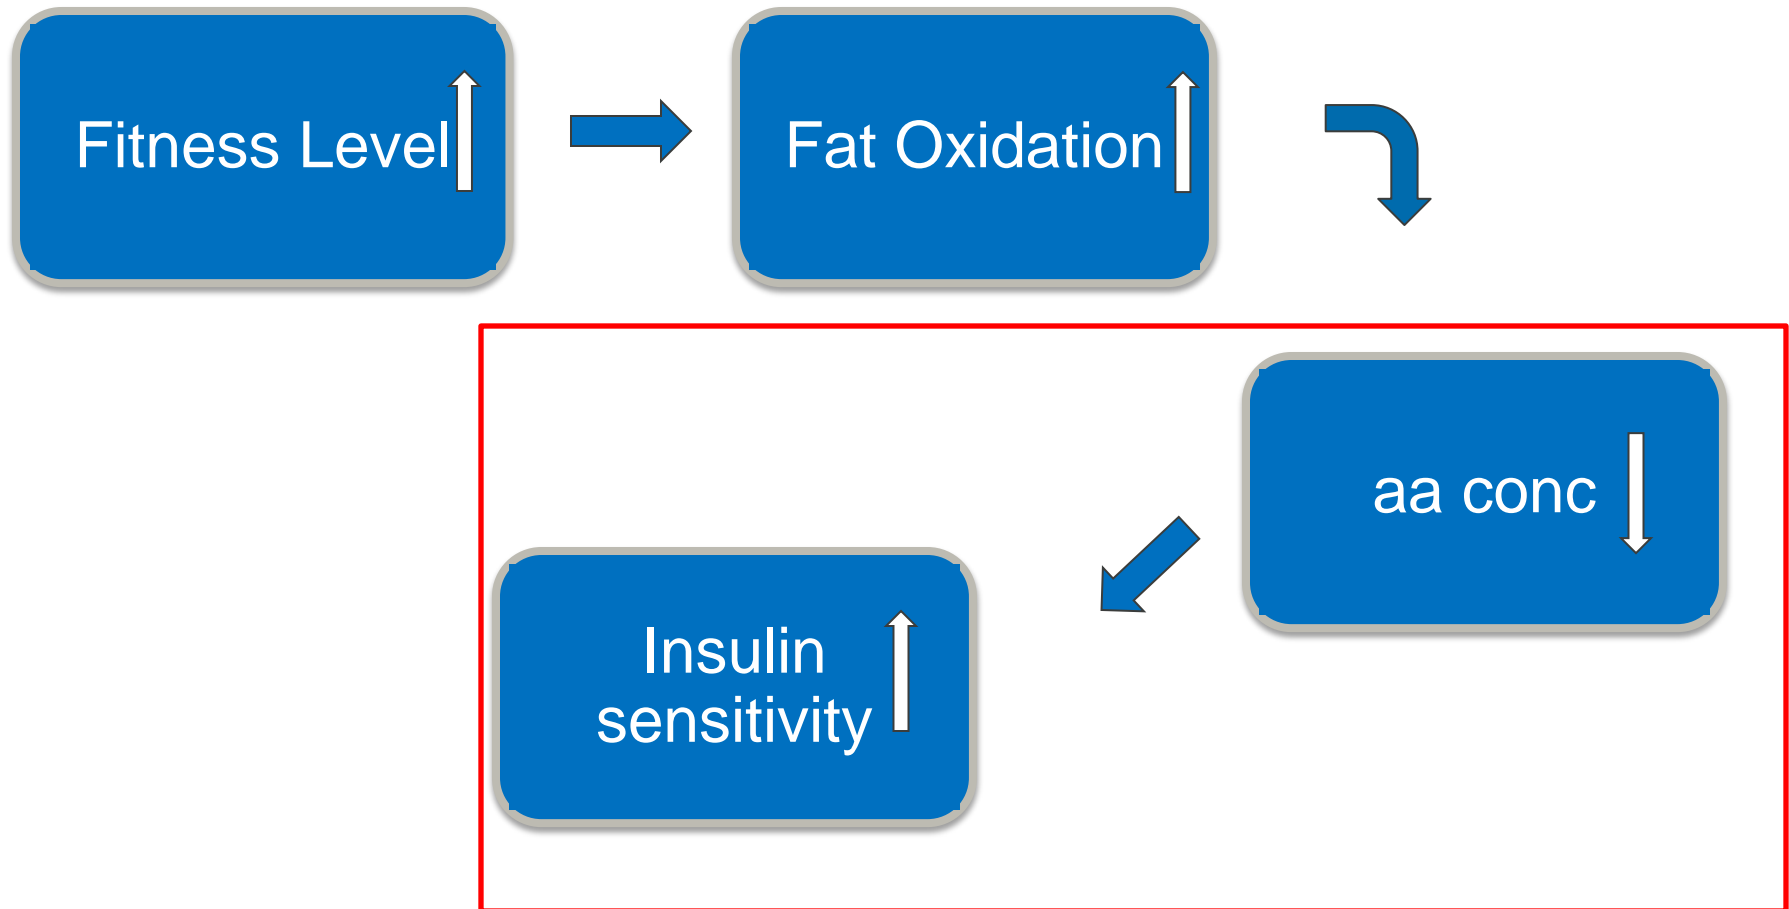 Fitness Level
Fat Oxidation
aa conc
Insulin
sensitivity